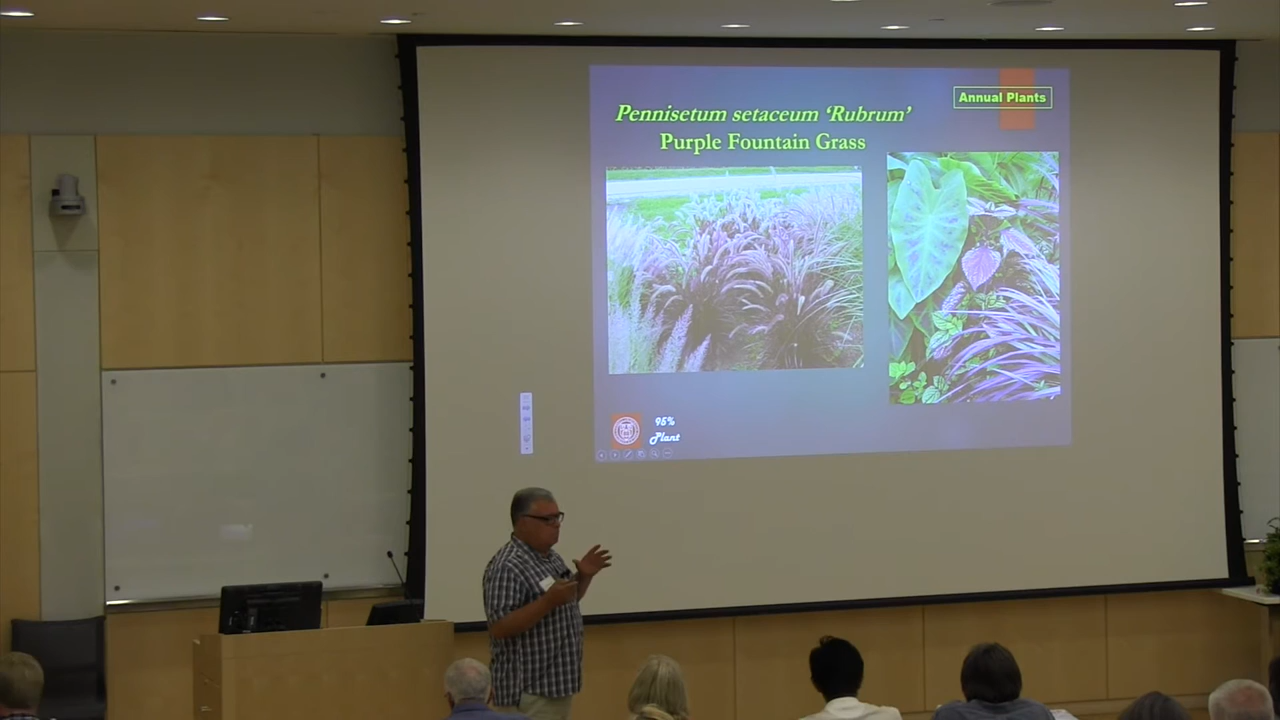 Annual Plants
Pennisetum setaceum ‘Rubrum’
Purple Fountain Grass
95%
Plant